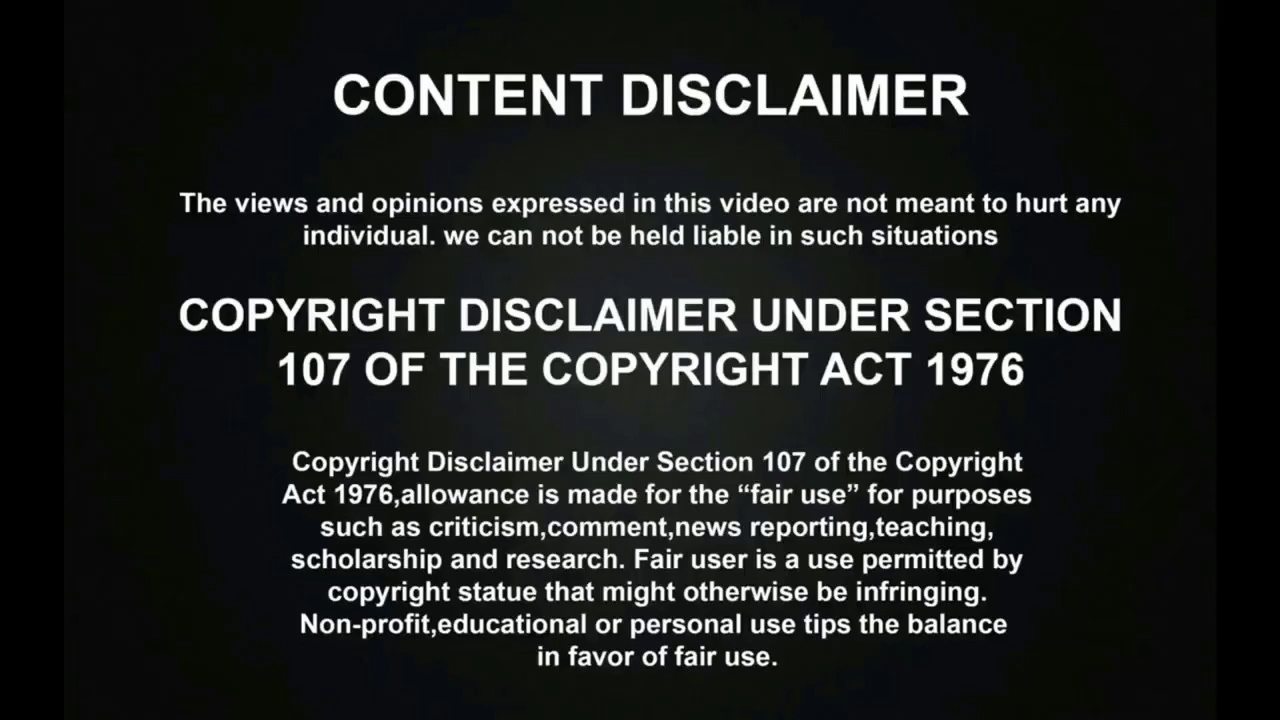 CONTENT DISCLAIMER
The views and opinions expressed in this video are not meant to hurt any
individual. we can not be held liable in such situations
COPYRIGHT DISCLAIMER UNDER SECTION
107 OF THE COPYRIGHT ACT 1976
Copyright Disclaimer Under Section 107 of the Copyright
Act 1976,allowance is made for the “fair use” for purposes
such as criticism,comment,news reporting,teaching,
scholarship and research. Fair user is a use permitted by
copyright statue that might otherwise be infringing.
Non-profit,educational or personal use tips the balance
in favor of fair use.